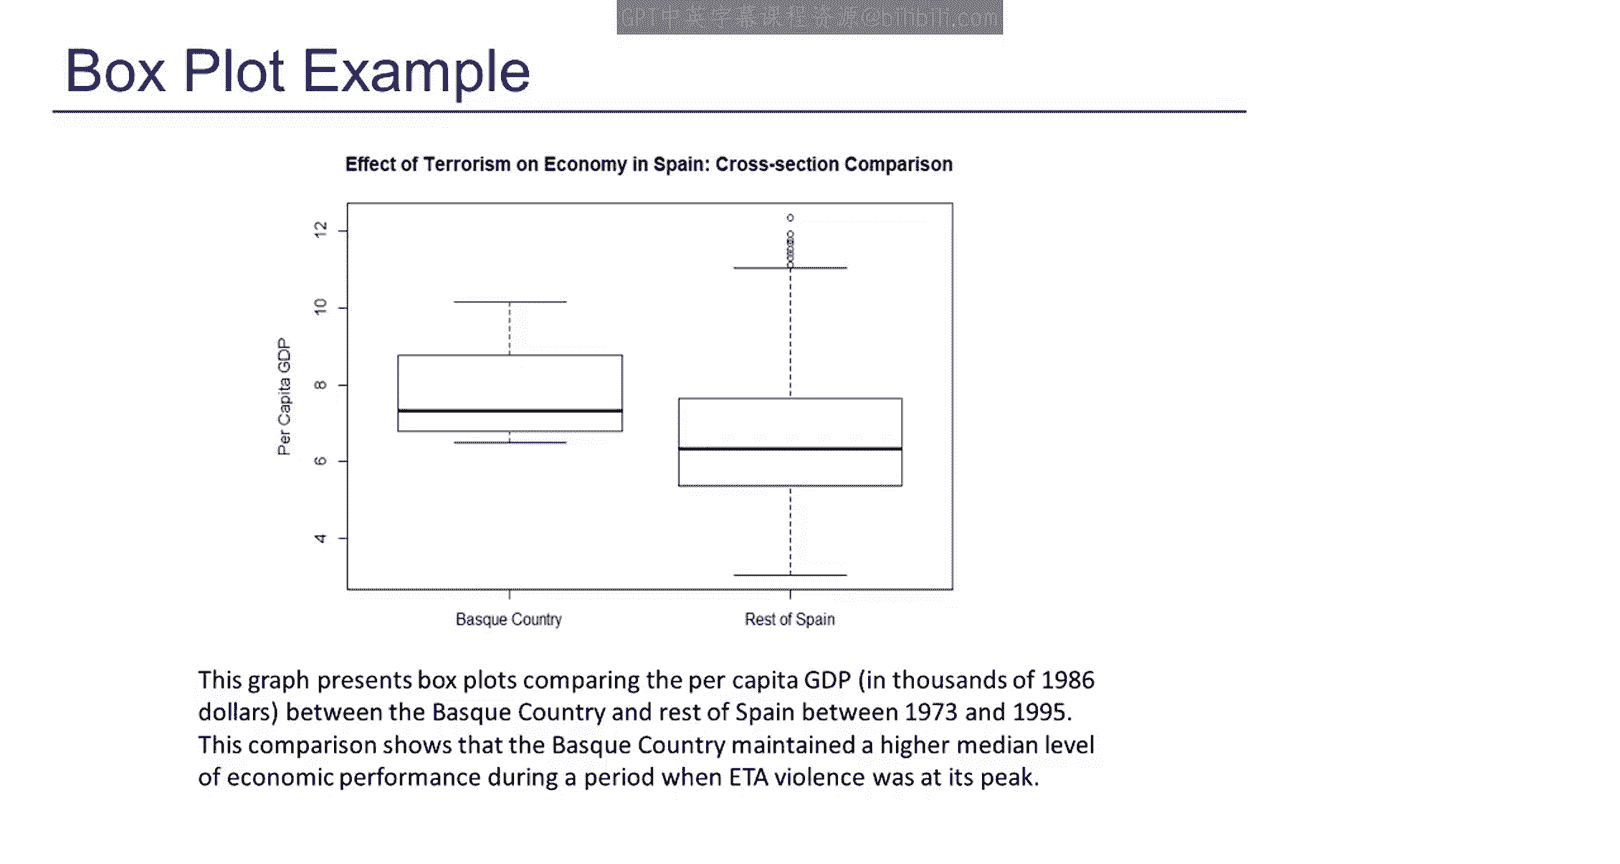 GPT中英字幕课程资源@bilibili.com
Box Plot Example
Effect of Terrorism on Economy in Spain: Cross-section Comparison
12
10
8
6
4
Per Capita GDP
Basque Country
Rest of Spain
This graph presents box plots comparing the per capita GDP (in thousands of 1986
dollars) between the Basque Country and rest of Spain between 1973 and 1995.
This comparison shows that the Basque Country maintained a higher median level
of economic performance during a period when ETA violence was at its peak.